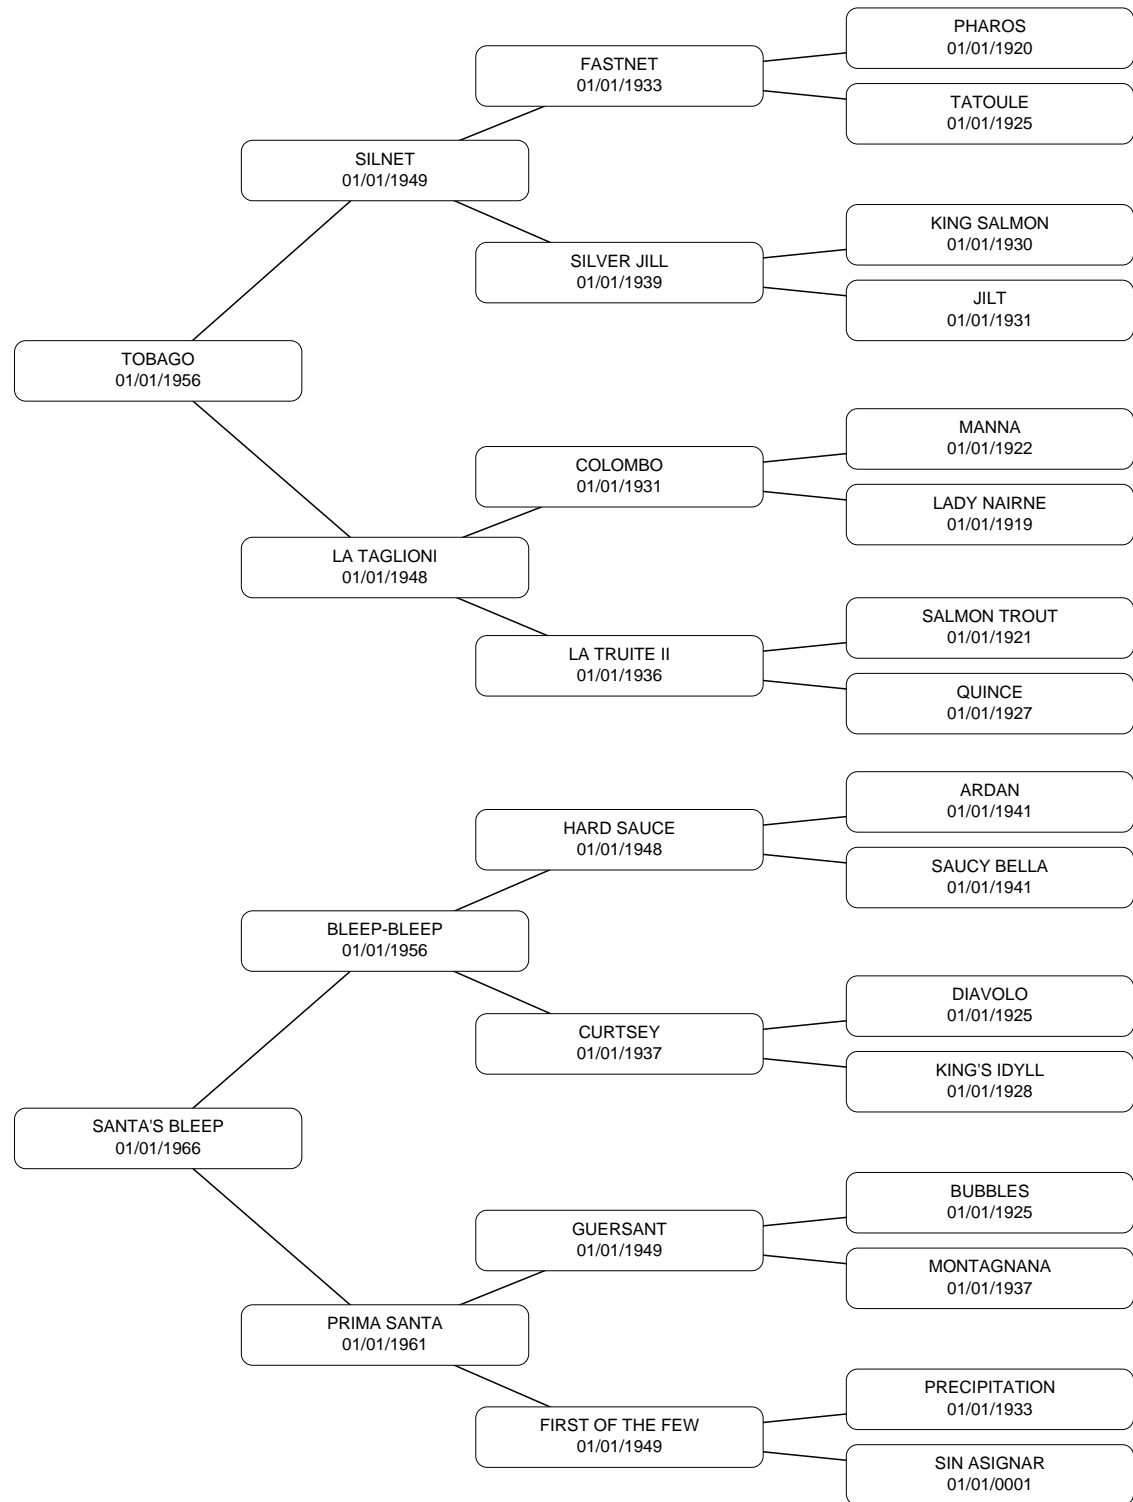 PHAROS
01/01/1920
FASTNET
01/01/1933
TATOULE
01/01/1925
SILNET
01/01/1949
KING SALMON
01/01/1930
SILVER JILL
01/01/1939
JILT
01/01/1931
TOBAGO
01/01/1956
MANNA
01/01/1922
COLOMBO
01/01/1931
LADY NAIRNE
01/01/1919
LA TAGLIONI
01/01/1948
SALMON TROUT
01/01/1921
LA TRUITE II
01/01/1936
QUINCE
01/01/1927
ARDAN
01/01/1941
HARD SAUCE
01/01/1948
SAUCY BELLA
01/01/1941
BLEEP-BLEEP
01/01/1956
DIAVOLO
01/01/1925
CURTSEY
01/01/1937
KING'S IDYLL
01/01/1928
SANTA'S BLEEP
01/01/1966
BUBBLES
01/01/1925
GUERSANT
01/01/1949
MONTAGNANA
01/01/1937
PRIMA SANTA
01/01/1961
PRECIPITATION
01/01/1933
FIRST OF THE FEW
01/01/1949
SIN ASIGNAR
01/01/0001